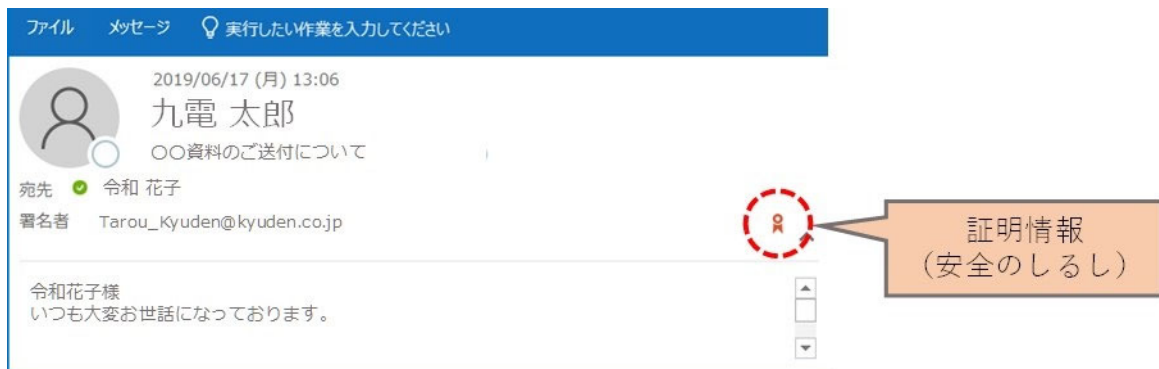 ファイル メッセージ 実行したい作業を入力してください
2019/06/17 (月) 13:06
九電 太郎
○○資料のご送付について
宛先 令和 花子
署名者 Tarou_Kyuden@kyuden.co.jp
証明情報
（安全のしるし）
令和花子様
いつも大変お世話になっております。